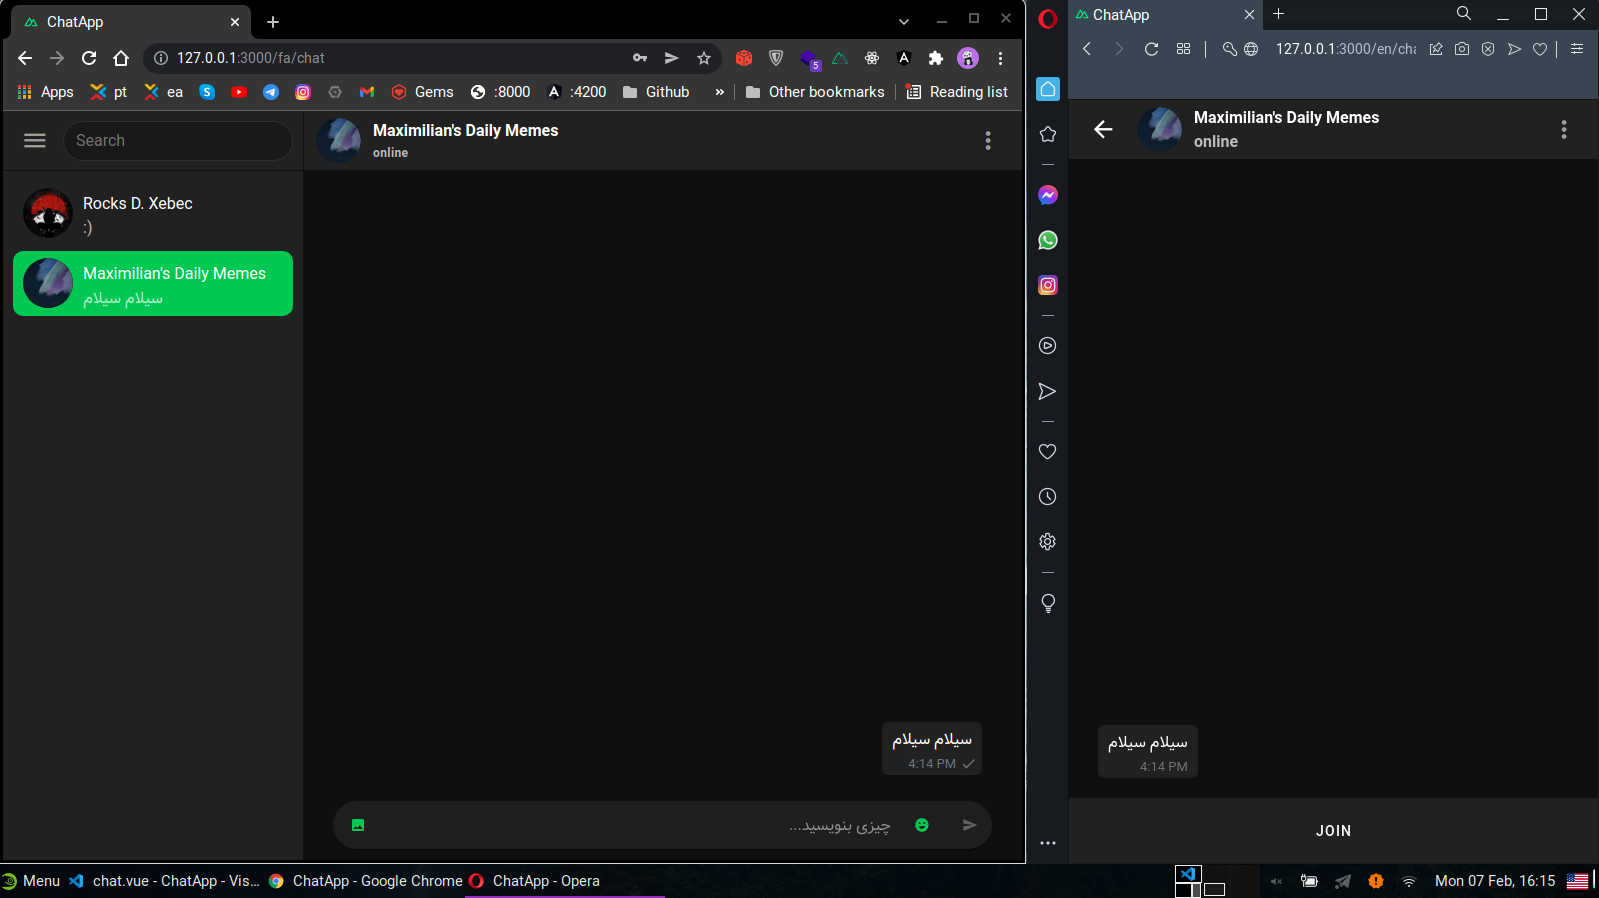 ChatApp
127.0.0.1:3000/fa/chat
5
Apps
pt
ea
Gems
:8000
:4200
Github
»
Other bookmarks
Reading list
Search
Maximilian's Daily Memes
online
Rocks D. Xebec
:)
Maximilian's Daily Memes
سیلام سیلام
سیلام سیلام
4:14 PM
چیزی بنویسید...
ChatApp
127.0.0.1:3000/en/cha
Maximilian's Daily Memes
online
سیلام سیلام
4:14 PM
JOIN
Menu
chat.vue - ChatApp - Vis...
ChatApp - Google Chrome
ChatApp - Opera
Mon 07 Feb, 16:15